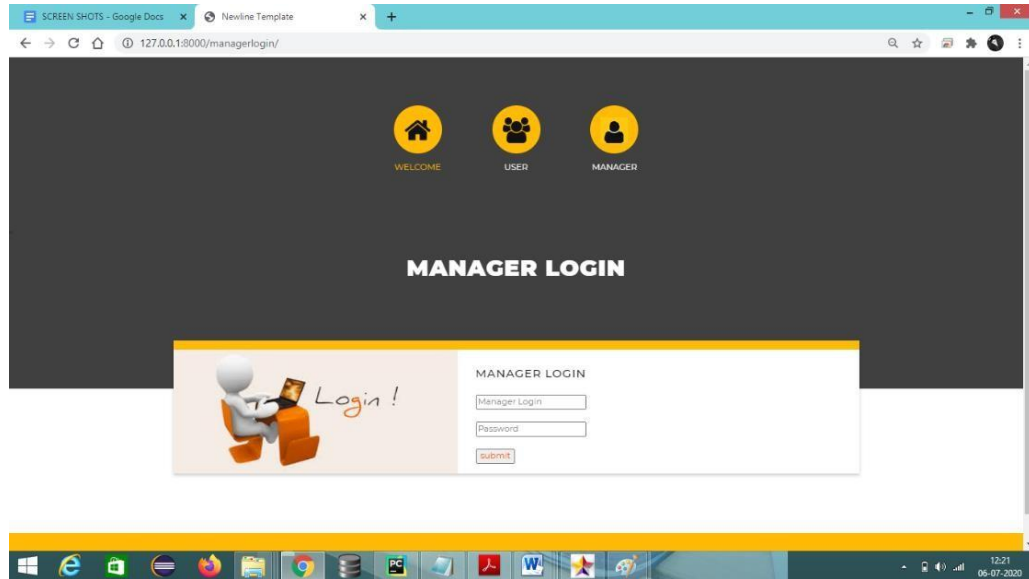 SCREEN SHOTS - Google Docs
Newline Template
127.0.0.1:8000/managerlogin/
WELCOME
USER
MANAGER
MANAGER LOGIN
Login !
MANAGER LOGIN
Manager Login
Password
submit
PC
W
12:21
06-07-2020